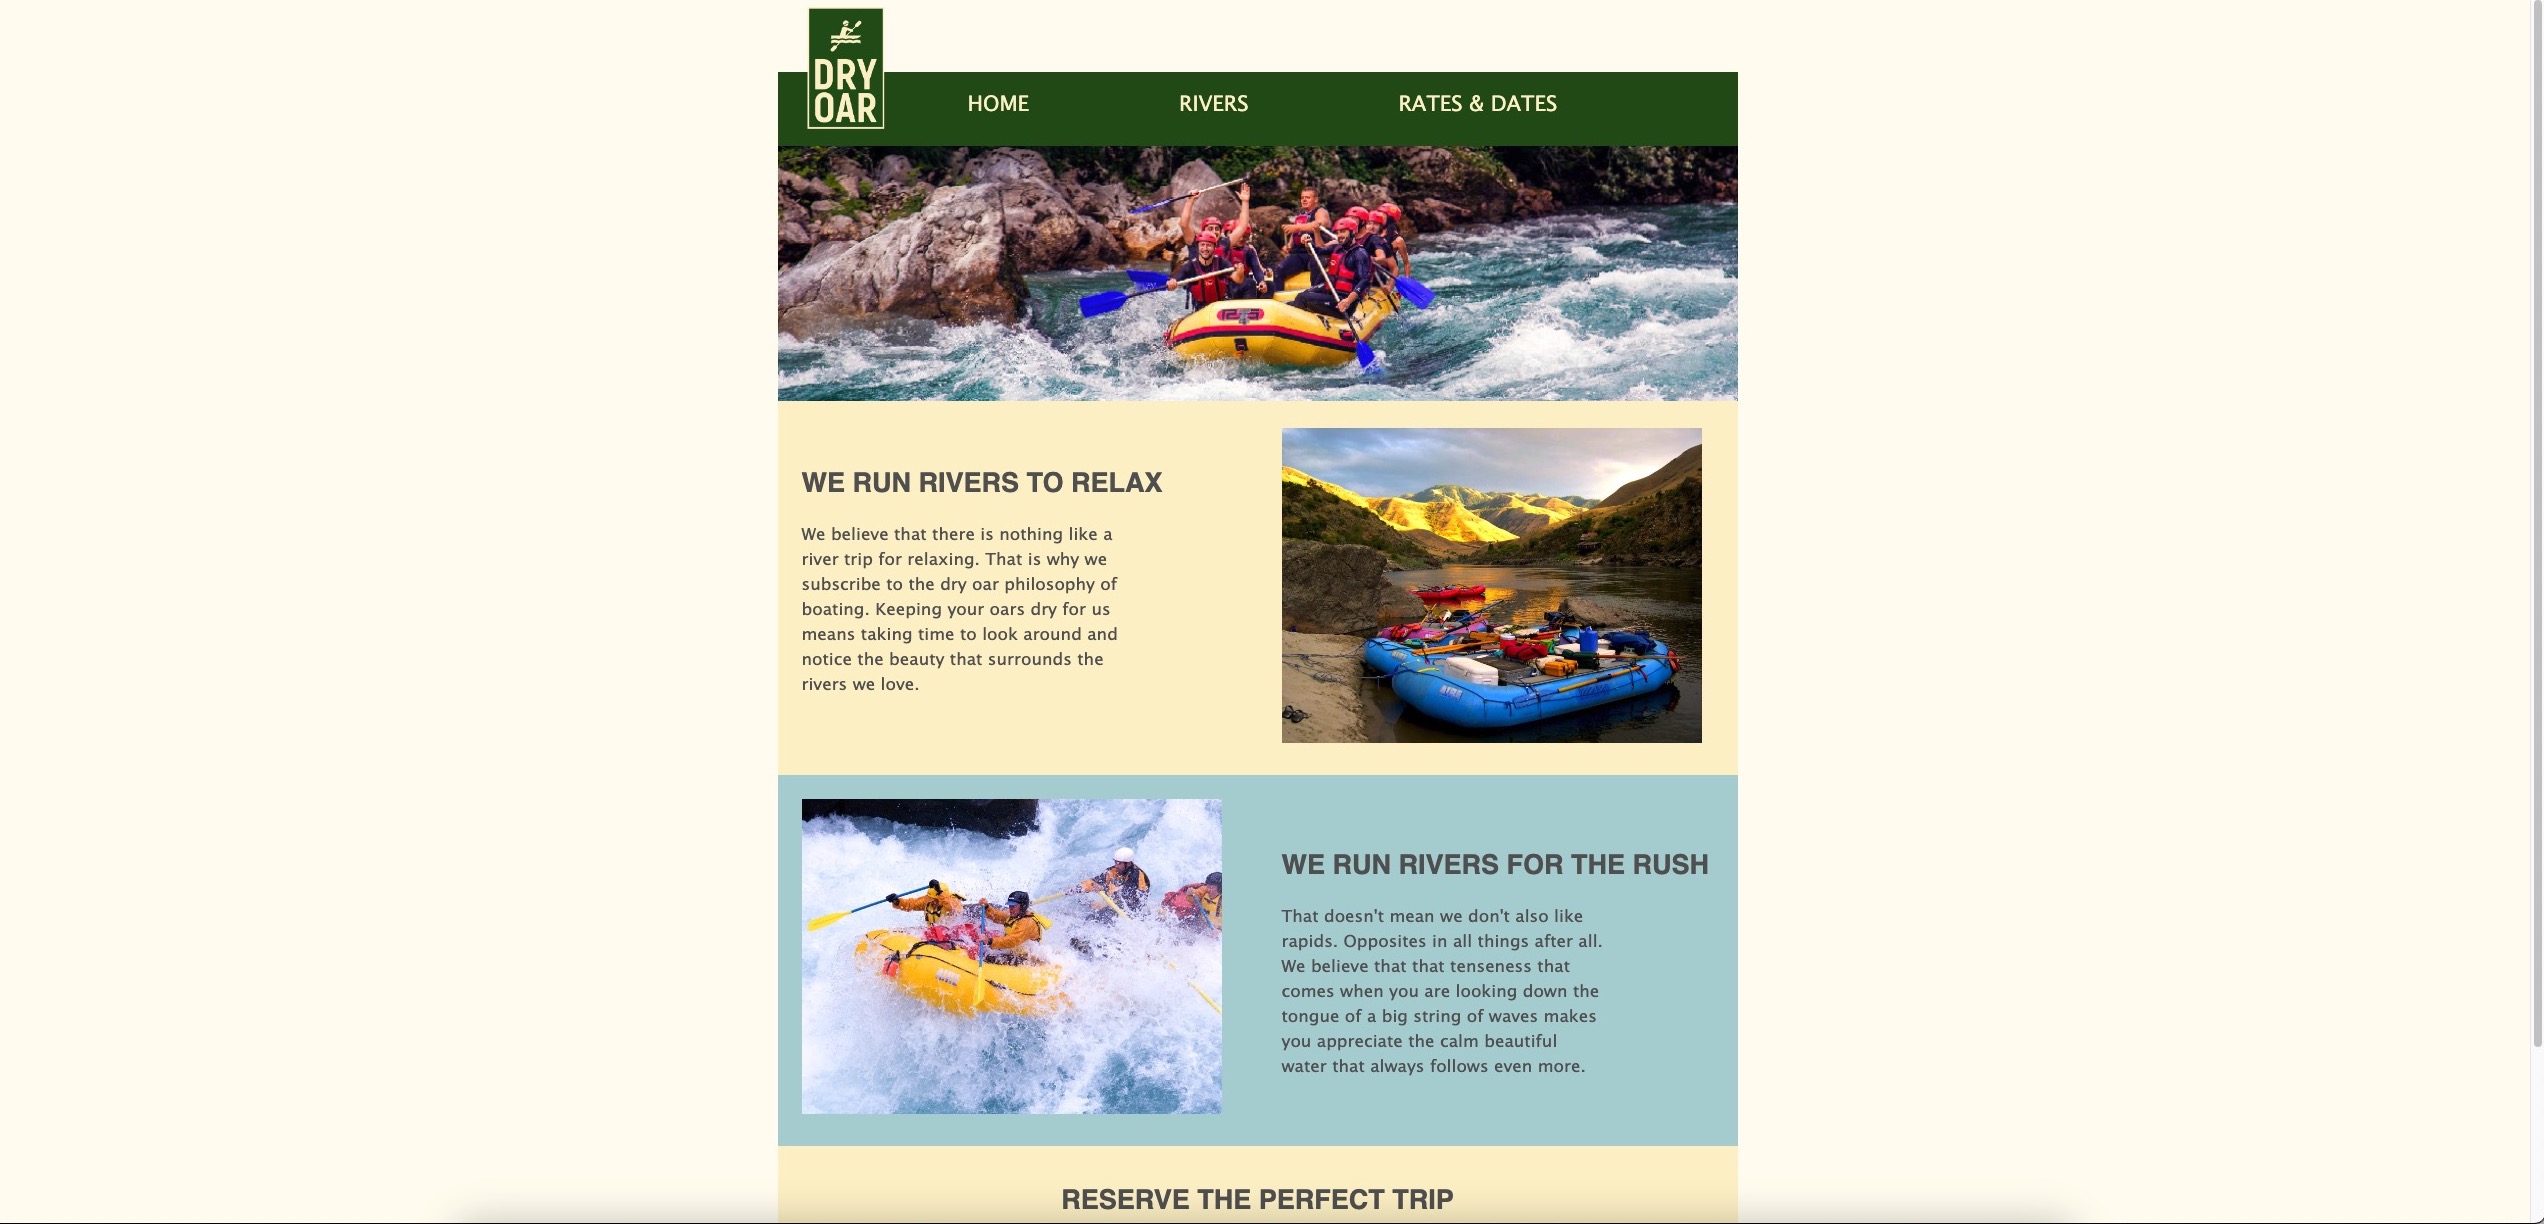 DRY
OAR
HOME
RIVERS
RATES & DATES
WE RUN RIVERS TO RELAX
We believe that there is nothing like a
river trip for relaxing. That is why we
subscribe to the dry oar philosophy of
boating. Keeping your oars dry for us
means taking time to look around and
notice the beauty that surrounds the
rivers we love.
WE RUN RIVERS FOR THE RUSH
That doesn't mean we don't also like
rapids. Opposites in all things after all.
We believe that that tenseness that
comes when you are looking down the
tongue of a big string of waves makes
you appreciate the calm beautiful
water that always follows even more.
RESERVE THE PERFECT TRIP